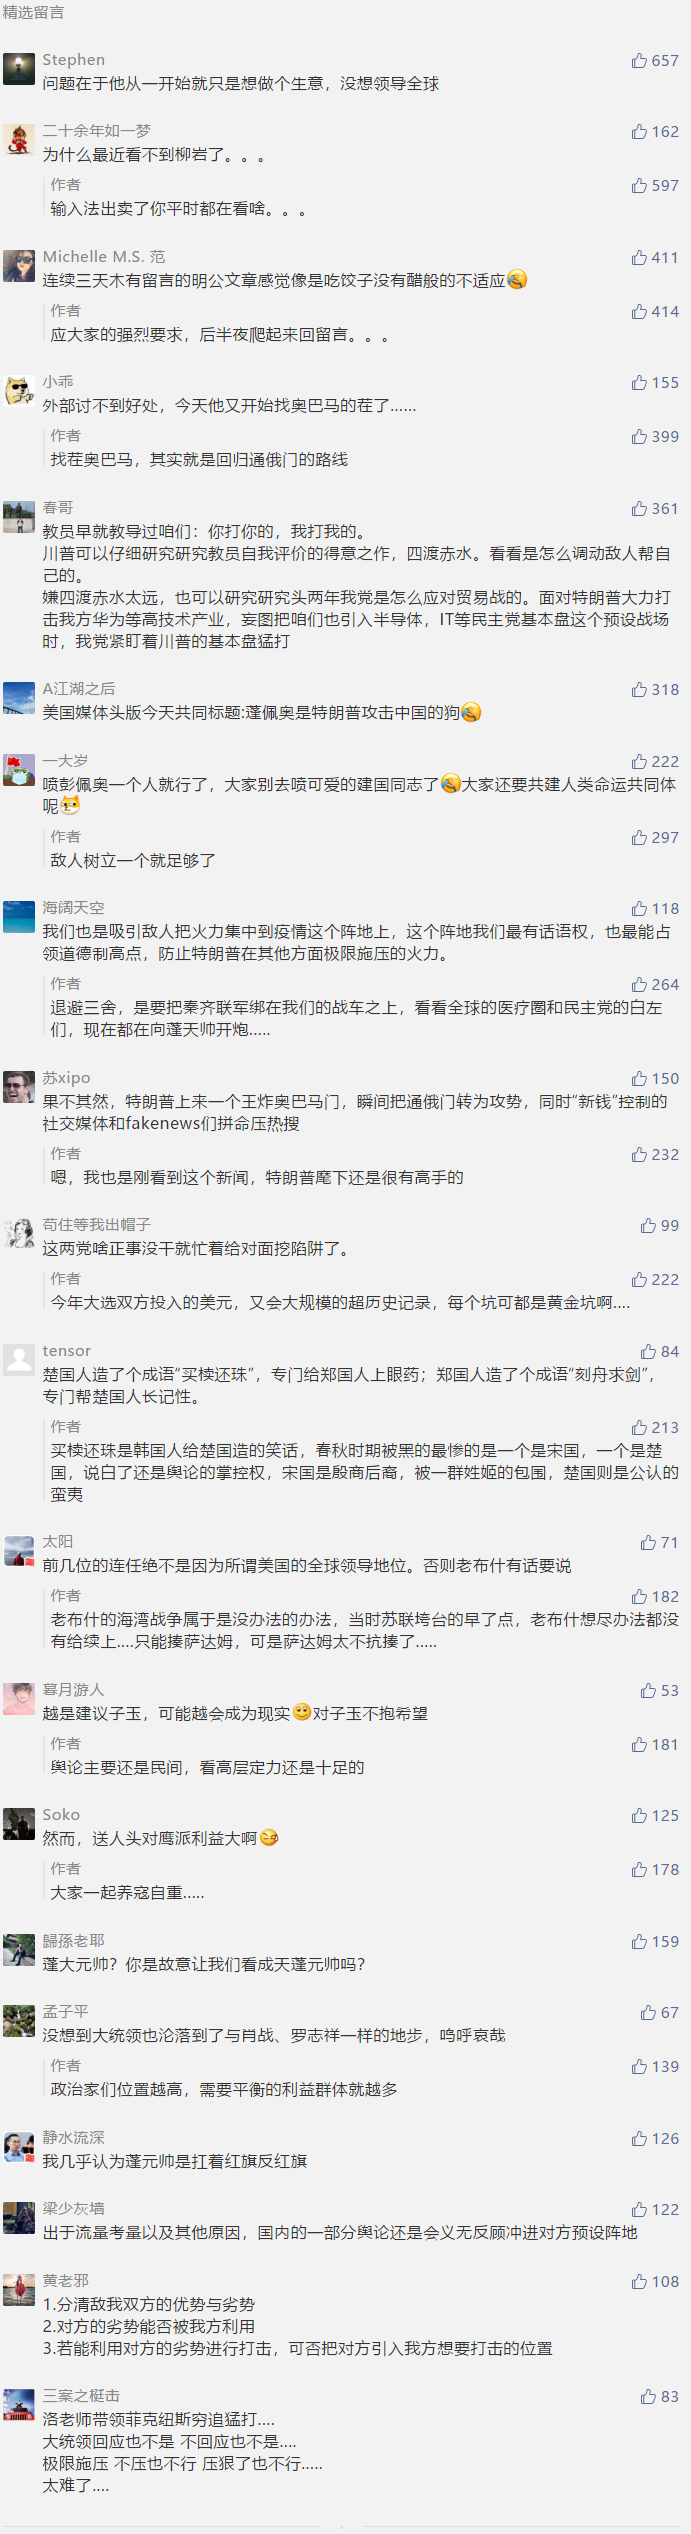 精选留言
Stephen 657
问题在于他从一开始就只是想做个生意，没想领导全球
二十余年如一梦 162
为什么最近看不到柳岩了。。。
作者 597
输入法出卖了你平时都在看啥。。。
Michelle M.S. 范 411
连续三天木有留言的明公文章感觉像是吃饺子没有醋般的不适应
作者 414
应大家的强烈要求，后半夜爬起来回留言。。。
小乖 155
外部讨不到好处，今天他又开始找奥巴马的茬了……
作者 399
找茬奥巴马，其实就是回归通俄门的路线
春哥 361
教员早就教导过咱们：你打你的，我打我的。
川普可以仔细研究研究教员自我评价的得意之作，四渡赤水。看看是怎么调动敌人帮自
己的。
嫌四渡赤水太远，也可以研究研究头两年我党是怎么应对贸易战的。面对特朗普大力打
击我方华为等高技术产业，妄图把咱们也引入半导体，IT等民主党基本盘这个预设战场
时，我党紧盯着川普的基本盘猛打
A江湖之后 318
美国媒体头版今天共同标题:蓬佩奥是特朗普攻击中国的狗
一大岁 222
喷彭佩奥一个人就行了，大家别去喷可爱的建国同志了大家还要共建人类命运共同体
呢
作者 297
敌人树立一个就足够了
海阔天空 118
我们也是吸引敌人把火力集中到疫情这个阵地上，这个阵地我们最有话语权，也最能占
领道德制高点，防止特朗普在其他方面极限施压的火力。
作者 264
退避三舍，是要把秦齐联军绑在我们的战车之上，看看全球的医疗圈和民主党的白左
们，现在都在向蓬天帅开炮.....
苏xipo 150
果不其然，特朗普上来一个王炸奥巴马门，瞬间把通俄门转为攻势，同时”新钱”控制的
社交媒体和fakenews们拼命压热搜
作者 232
嗯，我也是刚看到这个新闻，特朗普麾下还是很有高手的
苟住等我出帽子 99
这两党啥正事没干就忙着给对面挖陷阱了。
作者 222
今年大选双方投入的美元，又会大规模的超历史记录，每个坑可都是黄金坑啊....
tensor 84
楚国人造了个成语“买椟还珠”，专门给郑国人上眼药；郑国人造了个成语“刻舟求剑”，
专门帮楚国人长记性。
作者 213
买椟还珠是韩国人给楚国造的笑话，春秋时期被黑的最惨的是一个是宋国，一个是楚
国，说白了还是舆论的掌控权，宋国是殷商后裔，被一群姓姬的包围，楚国则是公认的
蛮夷
太阳 71
前几位的连任绝不是因为所谓美国的全球领导地位。否则老布什有话要说
作者 182
老布什的海湾战争属于是没办法的办法，当时苏联垮台的早了点，老布什想尽办法都没
有给续上....只能揍萨达姆，可是萨达姆太不抗揍了.....
暮月游人 53
越是建议子玉，可能越会成为现实对子玉不抱希望
作者 181
舆论主要还是民间，看高层定力还是十足的
Soko 125
然而，送人头对鹰派利益大啊
作者 178
大家一起养寇自重.....
歸孫老耶 159
蓬大元帅？你是故意让我们看成天蓬元帅吗？
孟子平 67
没想到大统领也沦落到了与肖战、罗志祥一样的地步，呜呼哀哉
作者 139
政治家们位置越高，需要平衡的利益群体就越多
静水流深 126
我几乎认为蓬元帅是扛着红旗反红旗
梁少灰墙 122
出于流量考量以及其他原因，国内的一部分舆论还是会义无反顾冲进对方预设阵地
黄老邪 108
1.分清敌我双方的优势与劣势
2.对方的劣势能否被我方利用
3.若能利用对方的劣势进行打击，可否把对方引入我方想要打击的位置
三案之梃击 83
洛老师带领菲克纽斯穷追猛打....
大统领回应也不是 不回应也不是....
极限施压 不压也不行 压狠了也不行.....
太难了....